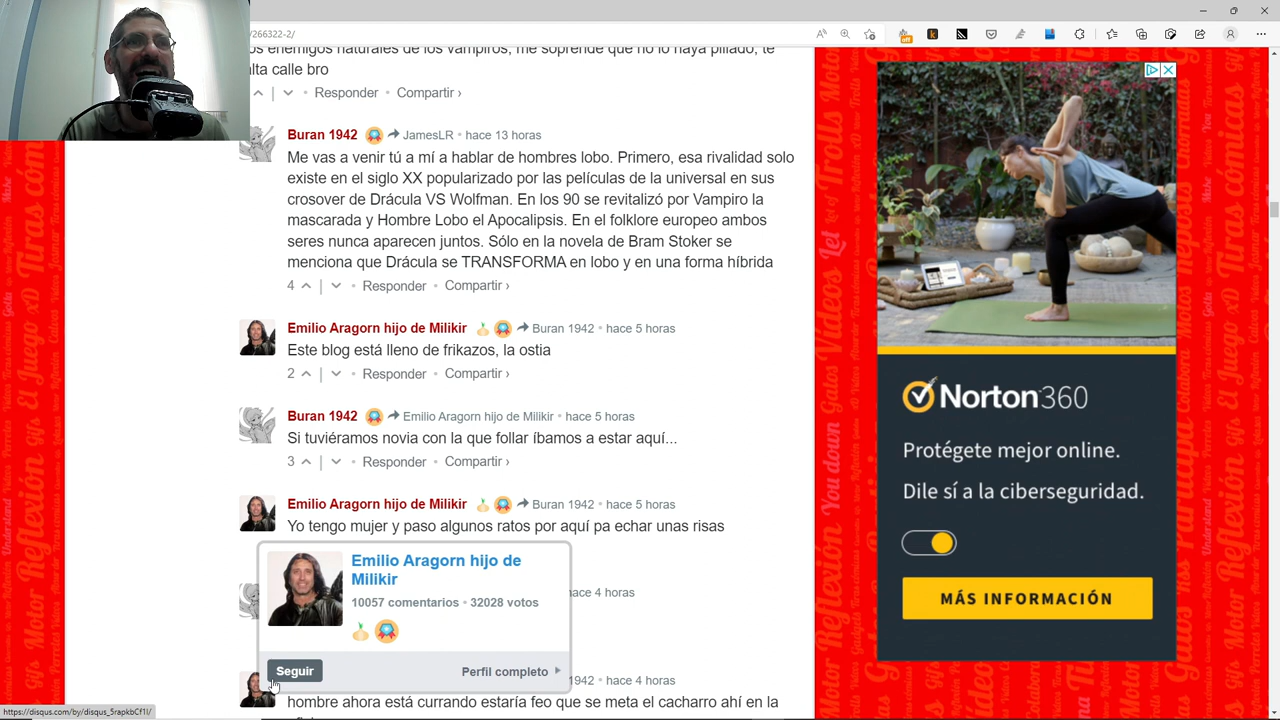 266322-2/
os enemigos naturales de los vampiros, me soprende que no lo haya pillado, te
alta calle bro
Responder • Compartir ›
Buran 1942 JamesLR • hace 13 horas
Me vas a venir tú a mí a hablar de hombres lobo. Primero, esa rivalidad solo
existe en el siglo XX popularizado por las películas de la universal en sus
crosover de Drácula VS Wolfman. En los 90 se revitalizó por Vampiro la
mascarada y Hombre Lobo el Apocalipsis. En el folklore europeo ambos
seres nunca aparecen juntos. Sólo en la novela de Bram Stoker se
menciona que Drácula se TRANSFORMA en lobo y en una forma híbrida
4 Responder • Compartir ›
Emilio Aragorn hijo de Milikir Buran 1942 • hace 5 horas
Este blog está lleno de frikazos, la ostia
2 Responder • Compartir ›
Buran 1942 Emilio Aragorn hijo de Milikir • hace 5 horas
Si tuviéramos novia con la que follar íbamos a estar aquí...
3 Responder • Compartir ›
Emilio Aragorn hijo de Milikir Buran 1942 • hace 5 horas
Yo tengo mujer y paso algunos ratos por aquí pa echar unas risas
Emilio Aragorn hijo de
Milikir
10057 comentarios • 32028 votos
hace 4 horas
Seguir Perfil completo
1942 • hace 4 horas
hombre ahora está currando estaría feo que se meta el cacharro ahí en la
https://disqus.com/by/disqus_5rapkbCf1l/
Norton 360
Protégete mejor online.
Dile sí a la ciberseguridad.
MÁS INFORMACIÓN